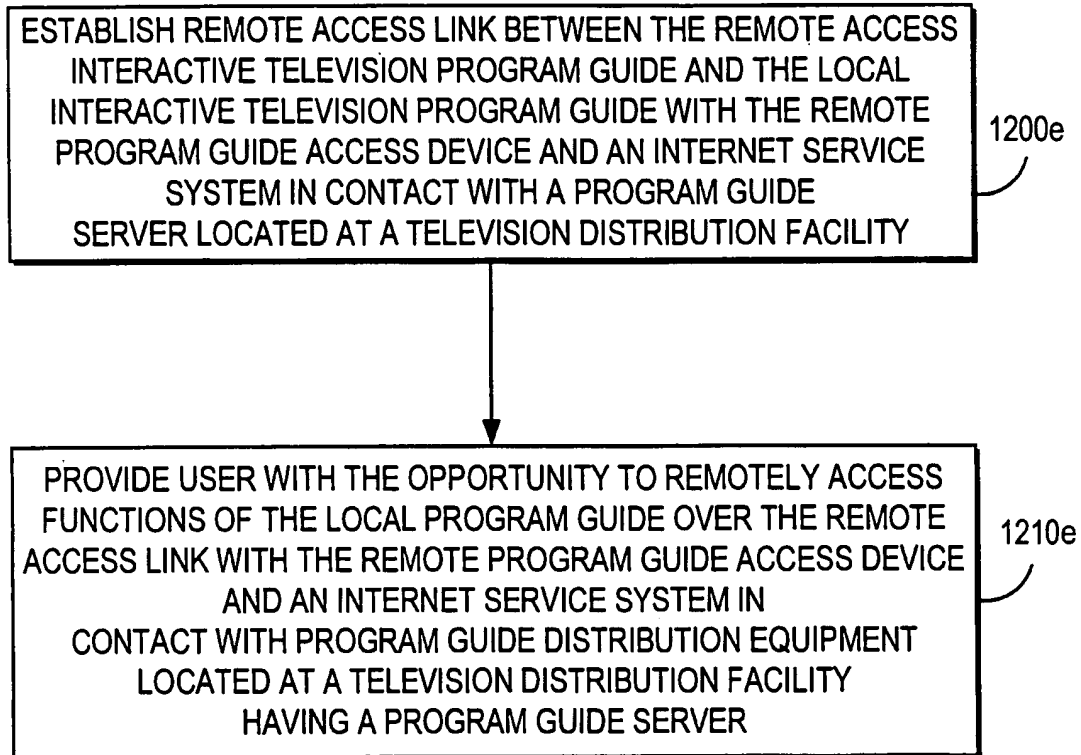 ESTABLISH REMOTE ACCESS LINK BETWEEN THE REMOTE ACCESS
INTERACTIVE TELEVISION PROGRAM GUIDE AND THE LOCAL
INTERACTIVE TELEVISION PROGRAM GUIDE WITH THE REMOTE
PROGRAM GUIDE ACCESS DEVICE AND AN INTERNET SERVICE
SYSTEM IN CONTACT WITH A PROGRAM GUIDE
SERVER LOCATED AT A TELEVISION DISTRIBUTION FACILITY
1200e
PROVIDE USER WITH THE OPPORTUNITY TO REMOTELY ACCESS
FUNCTIONS OF THE LOCAL PROGRAM GUIDE OVER THE REMOTE
ACCESS LINK WITH THE REMOTE PROGRAM GUIDE ACCESS DEVICE
AND AN INTERNET SERVICE SYSTEM IN
CONTACT WITH PROGRAM GUIDE DISTRIBUTION EQUIPMENT
LOCATED AT A TELEVISION DISTRIBUTION FACILITY
HAVING A PROGRAM GUIDE SERVER
1210e